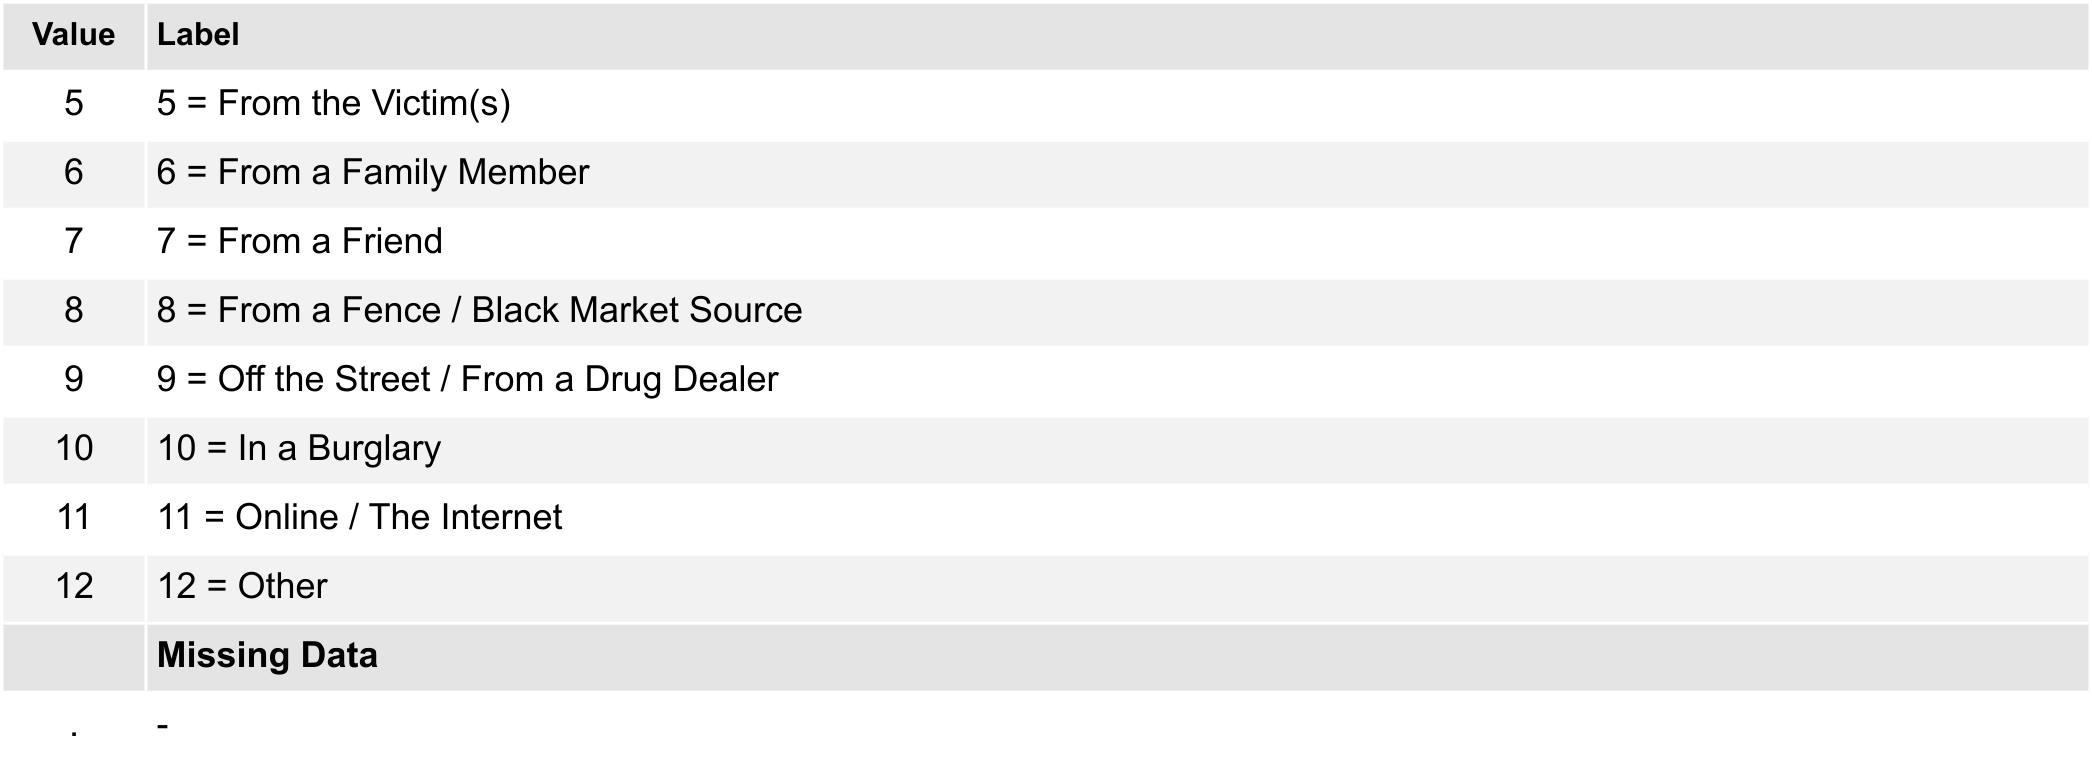 Value Label
5 5 = From the Victim(s)
6 6 = From a Family Member
7 7 = From a Friend
8 8 = From a Fence / Black Market Source
9 9 = Off the Street / From a Drug Dealer
10 10 = In a Burglary
11 11 = Online / The Internet
12 12 = Other
Missing Data
. -